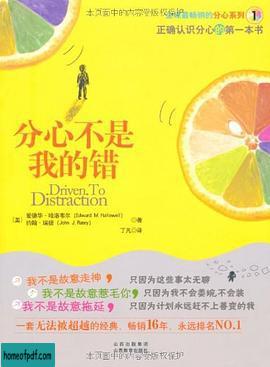 本页面中的内容受版权保护
最畅销的分心系列 1
正确认识分心的第一本书
分心不是
我的错
Driven To
Distraction
[美] 爱德华·哈洛韦尔 (Edward M. Hallowell)
约翰·瑞提 (John J. Ratey) 著
丁凡/译
我不是故意走神, 只因为这些事太无聊
我不是故意惹毛你, 只因为我不会委婉,不会装
我不是故意拖延, 只因为计划永远赶不上善变的我
一套无法被超越的经典,畅销16年,永远排名NO.1
本页面中的内容受版权保护
homeofpdf.com